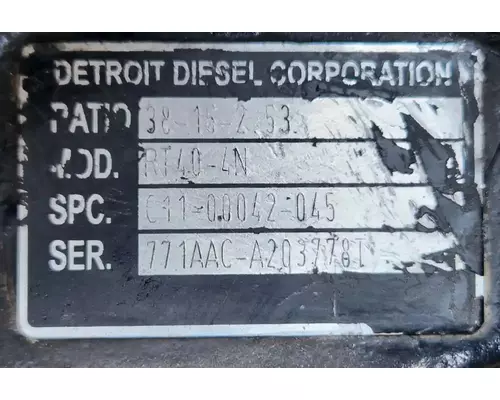 DETROIT DIESEL CORPORATION
RATIO 38-15-2.53
MOD. RT40-4N
SPC. C11-00042-045
SER. 771AAC-A2037781